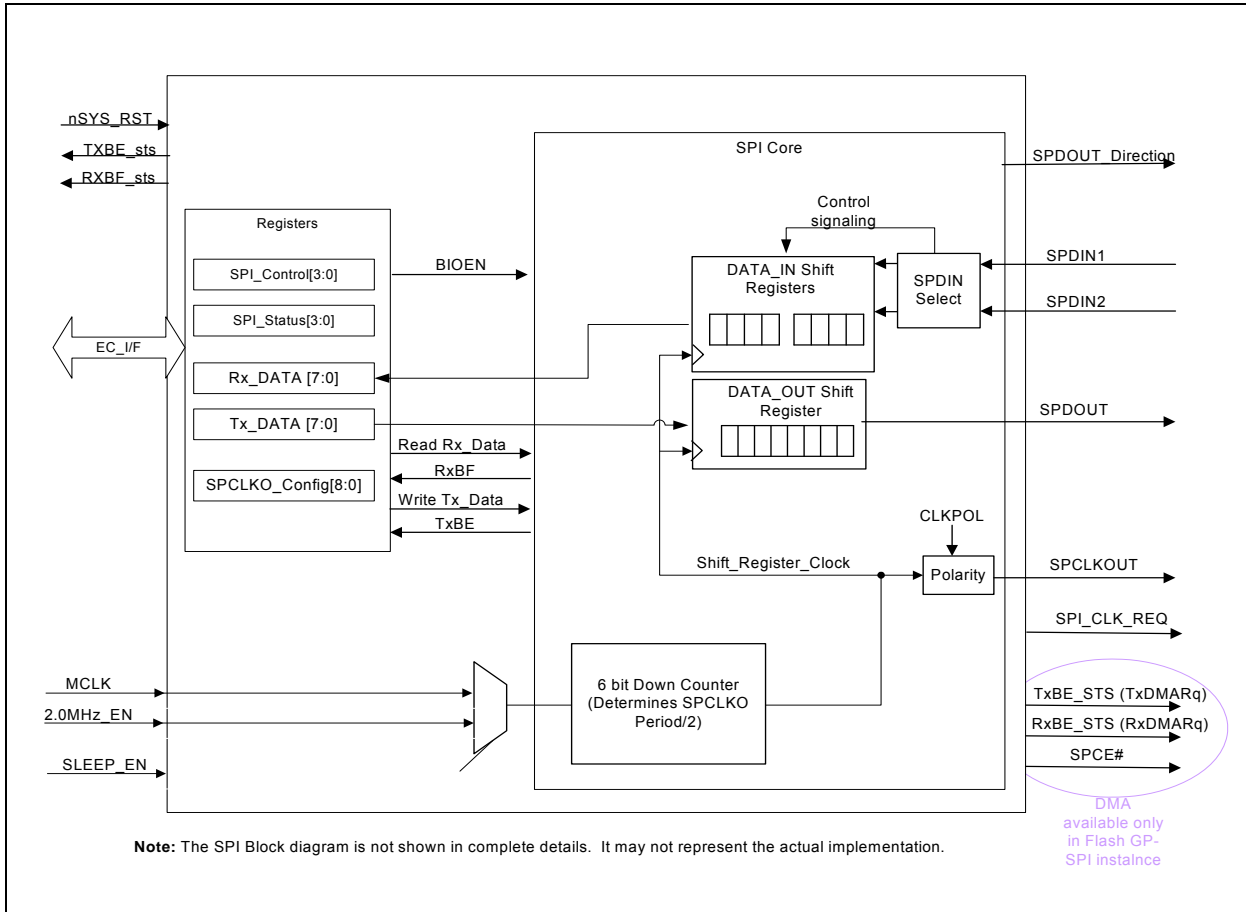 nSYS_RST
TXBE_sts
RXBF_sts
EC_I/F
Registers
SPI_Control[3:0]
SPI_Status[3:0]
Rx_DATA [7:0]
Tx_DATA [7:0]
SPCLKO_Config[8:0]
BIOEN
Read Rx_Data
RxBF
Write Tx_Data
TxBE
SPI Core
Control
signaling
DATA_IN Shift
Registers
SPDIN
Select
DATA_OUT Shift
Register
CLKPOL
Shift_Register_Clock
Polarity
6 bit Down Counter
(Determines SPCLKO
Period/2)
MCLK
2.0MHz_EN
SLEEP_EN
SPDOUT_Direction
SPDIN1
SPDIN2
SPDOUT
SPCLKOUT
SPI_CLK_REQ
TxBE_STS (TxDMARq)
RxBE_STS (RxDMARq)
SPCE#
DMA
available only
in Flash GP-
SPI instalnce
Note: The SPI Block diagram is not shown in complete details. It may not represent the actual implementation.